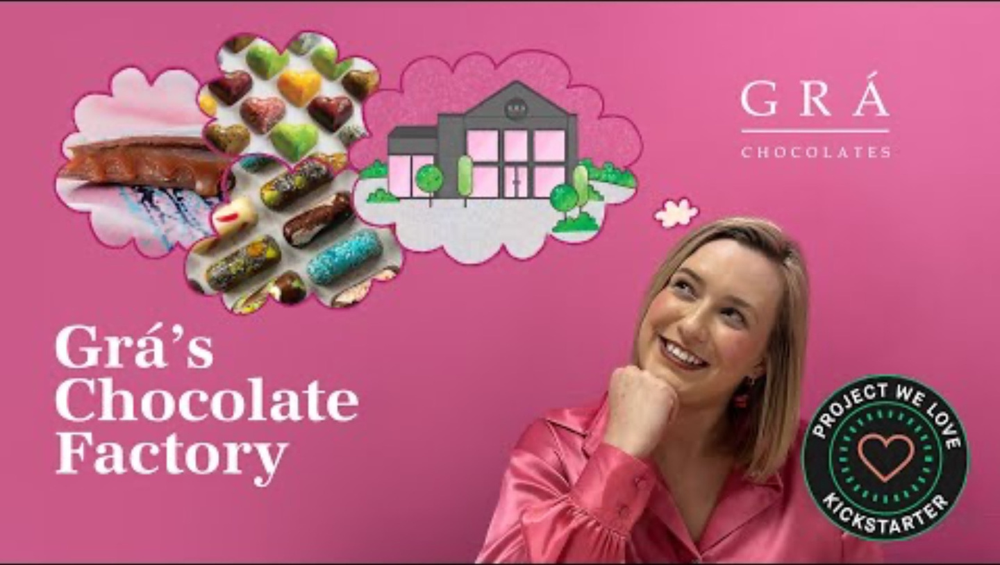 GRÁ
CHOCOLATES
Grá's
Chocolate
Factory
PROJECT WE LOVE
KICKSTARTER